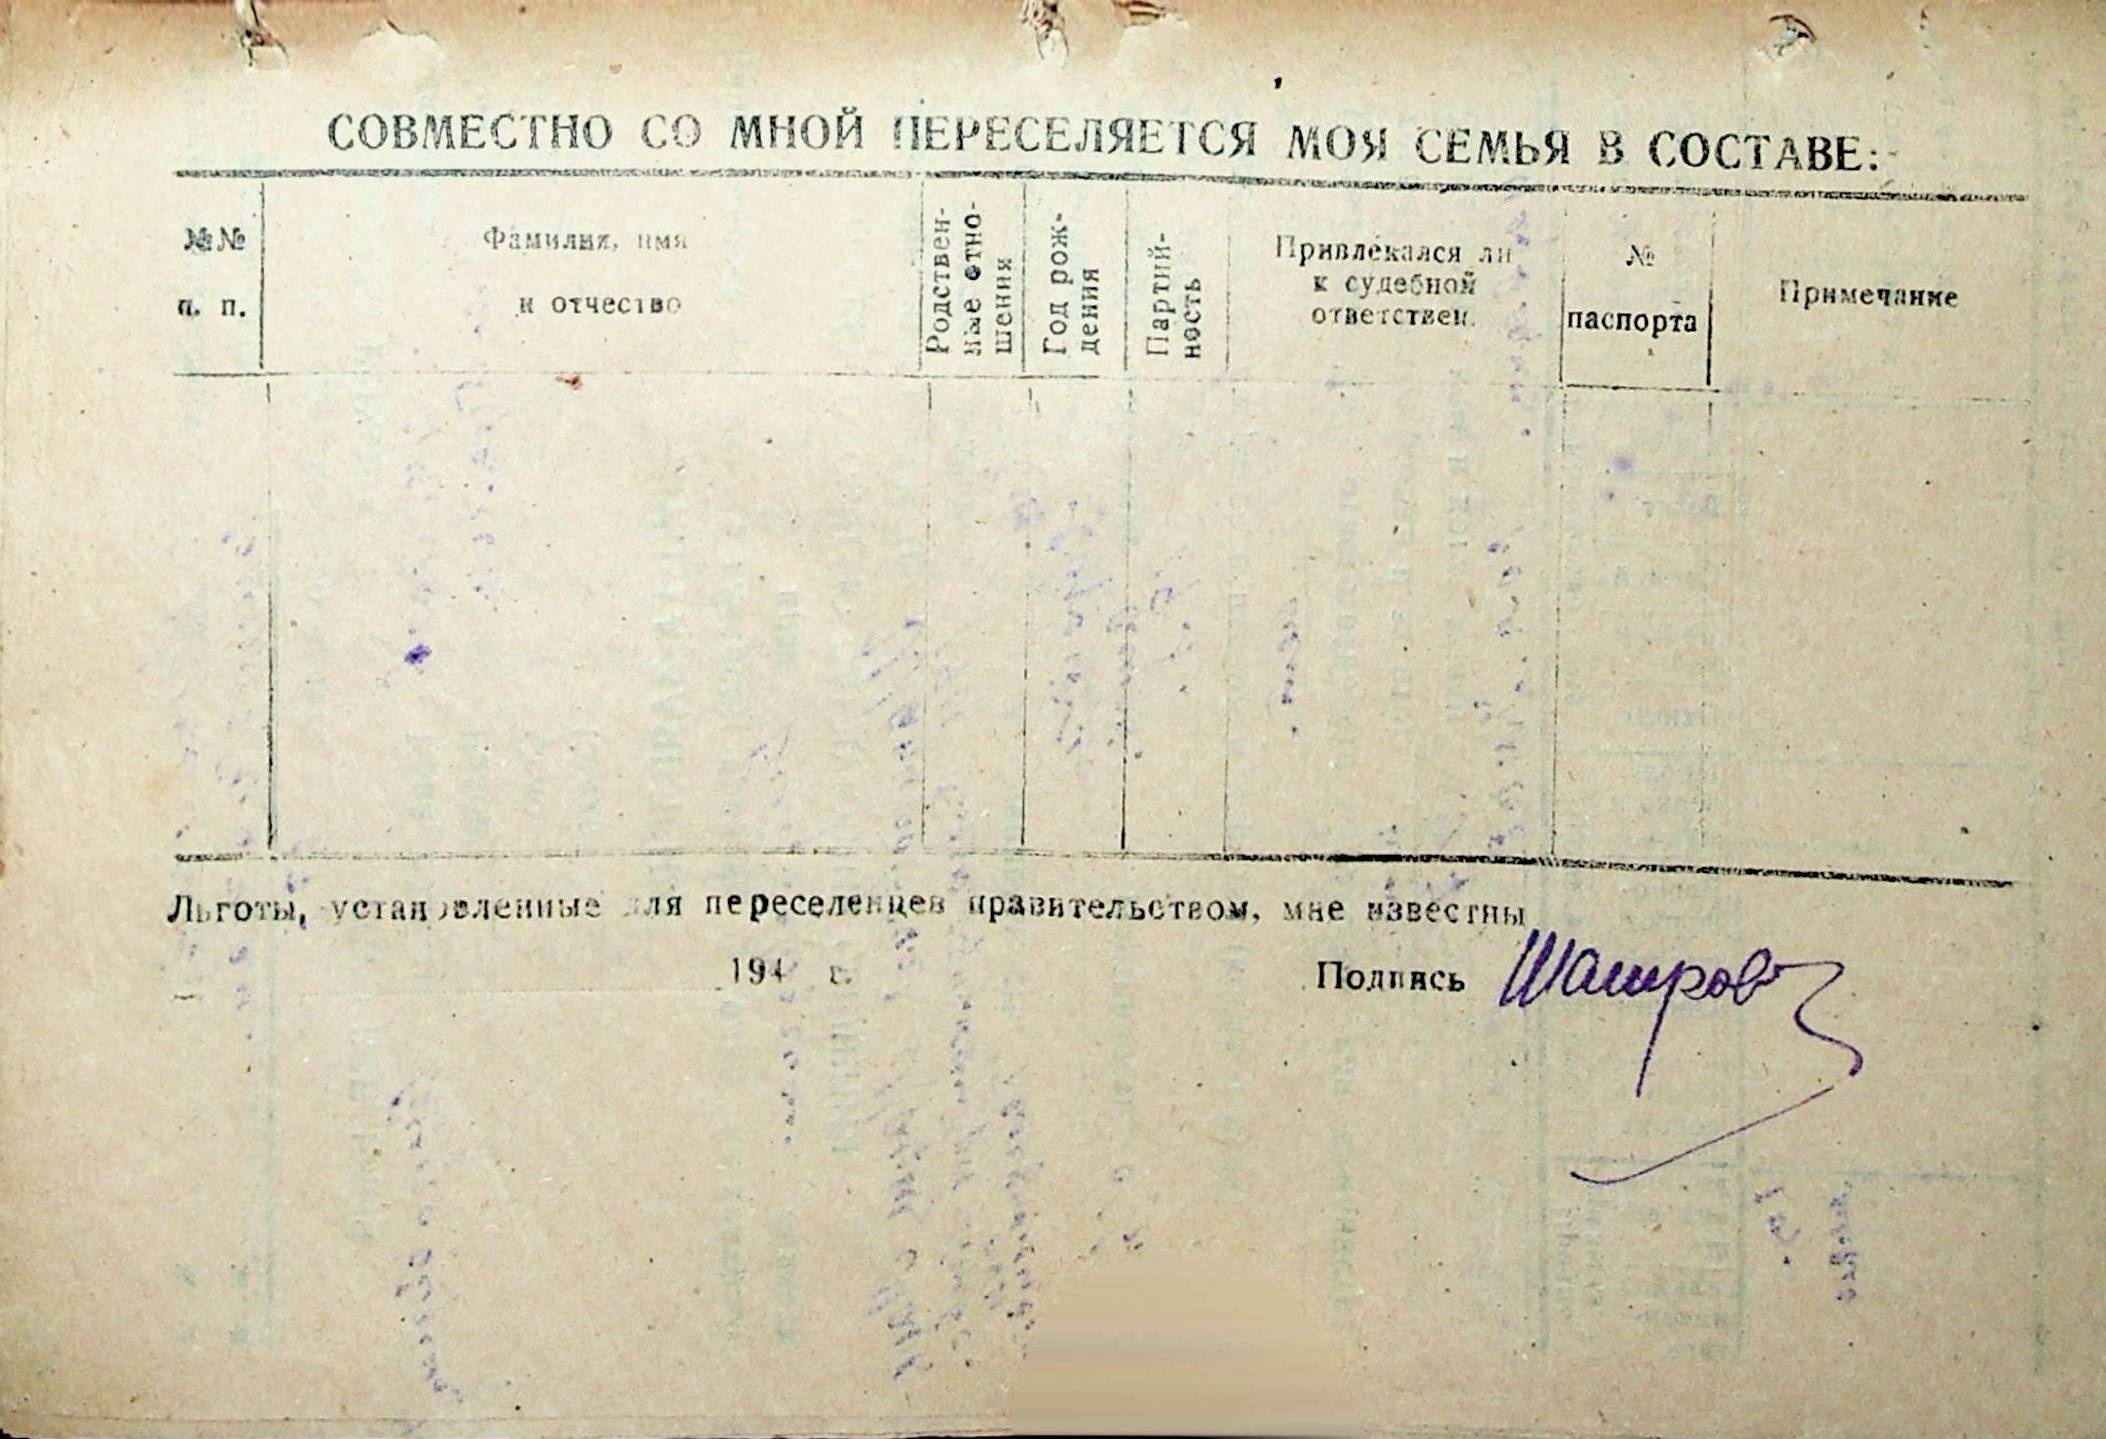 СОВМЕСТНО СО МНОЙ ПЕРЕСЕЛЯЕТСЯ МОЯ СЕМЬЯ В СОСТАВЕ:
№№
п. п.
Фамилия, имя
и отчество
Родствен-
ные отно-
шения
Год рож-
дения
Партий-
ность
Привлекался ли
к судебной
ответствен.
№
паспорта
Примечание
Льготы, установленные для переселенцев правительством, мне известны
194 г.
Подпись